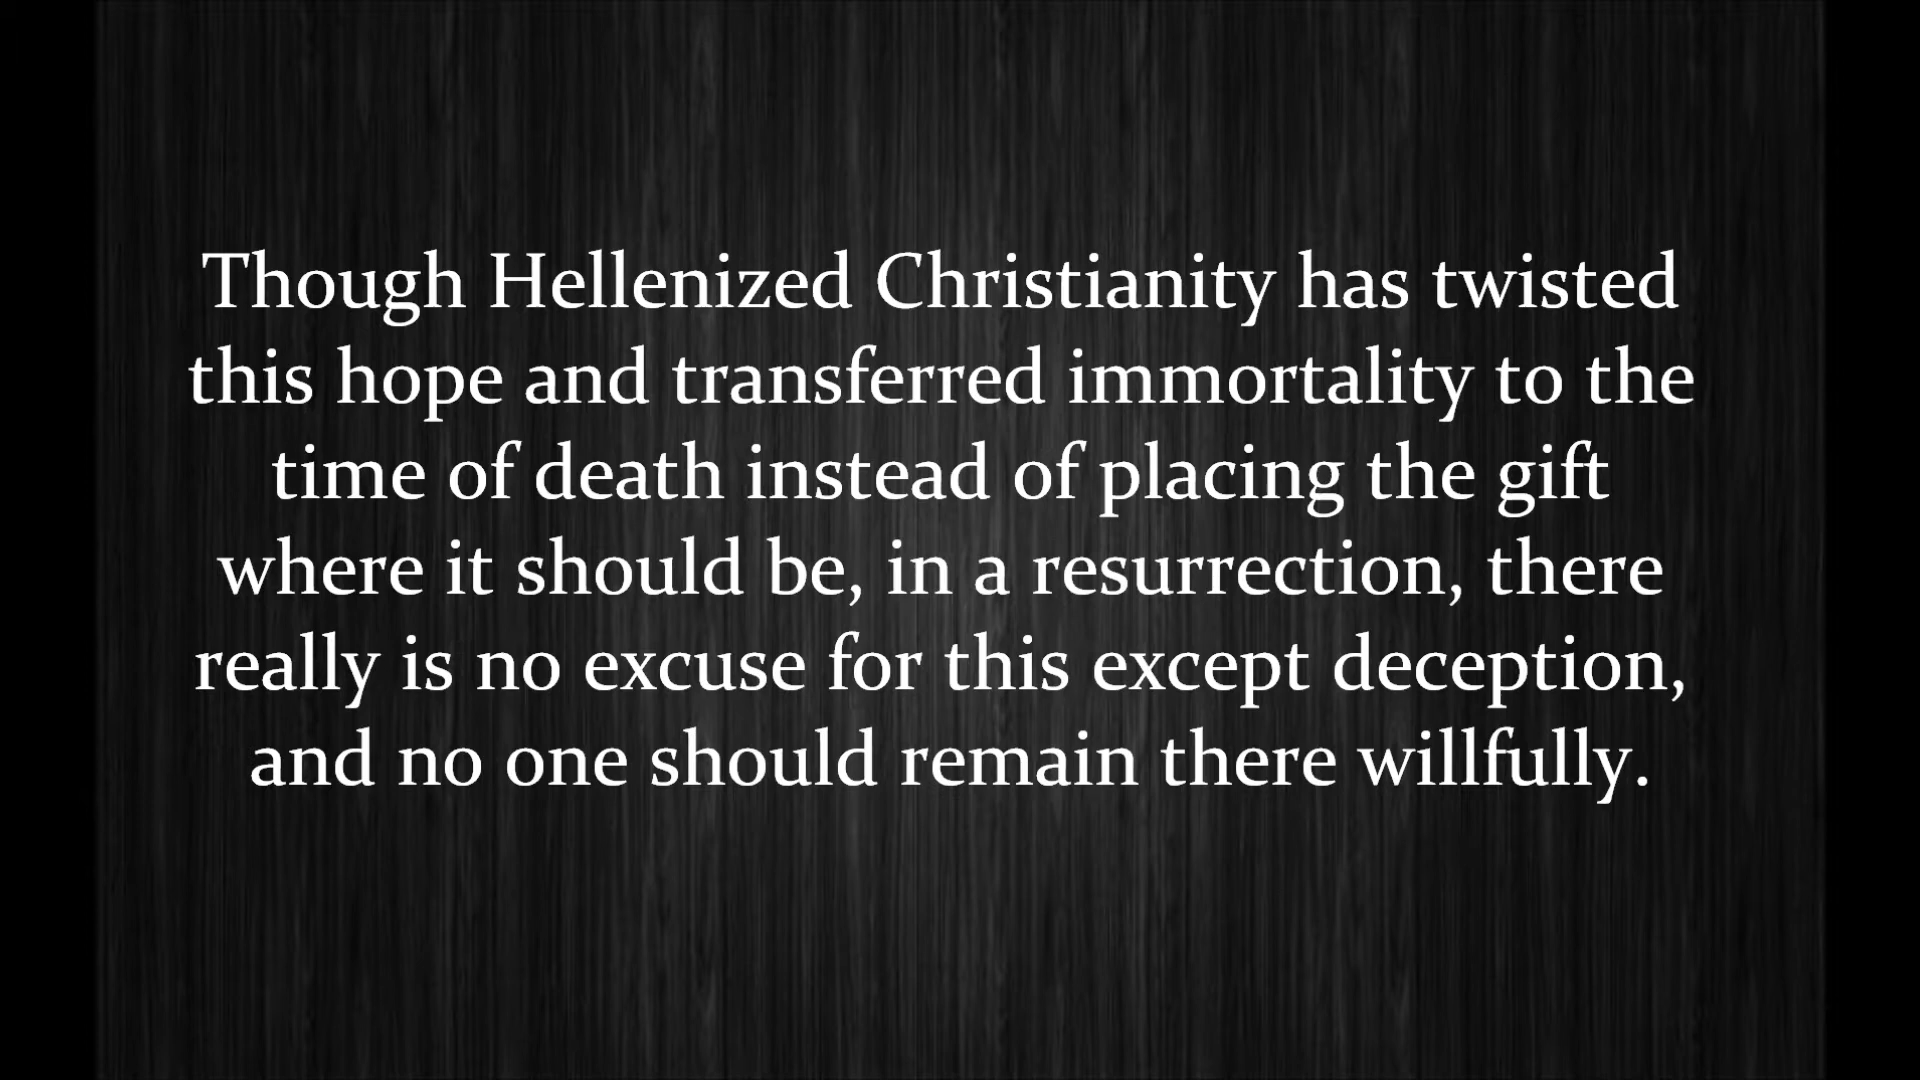 Though Hellenized Christianity has twisted
this hope and transferred immortality to the
time of death instead of placing the gift
where it should be, in a resurrection, there
really is no excuse for this except deception,
and no one should remain there willfully.